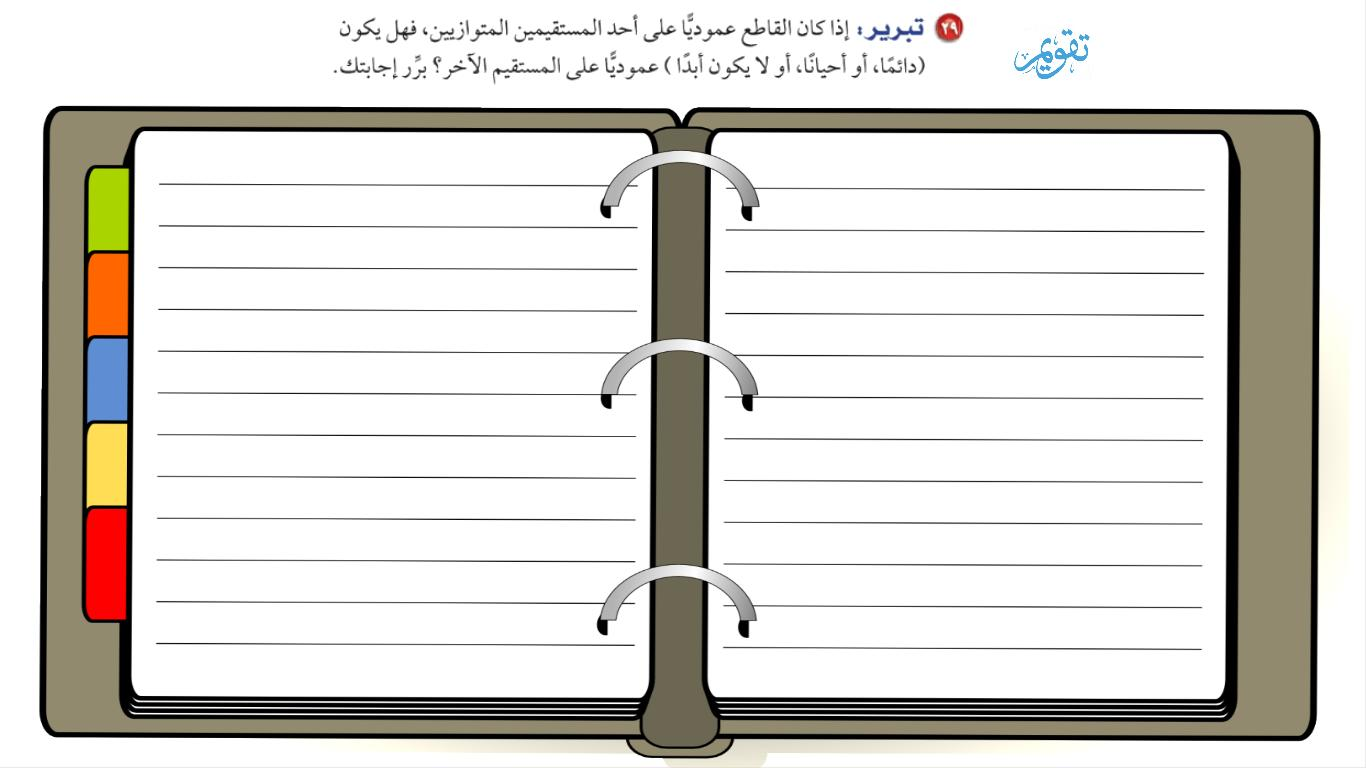 تقويم
٢٩ تبرير: إذا كان القاطع عموديًّا على أحد المستقيمين المتوازيين، فهل يكون
(دائمًا، أو أحيانًا، أو لا يكون أبدًا ) عموديًّا على المستقيم الآخر؟ برِّر إجابتك.